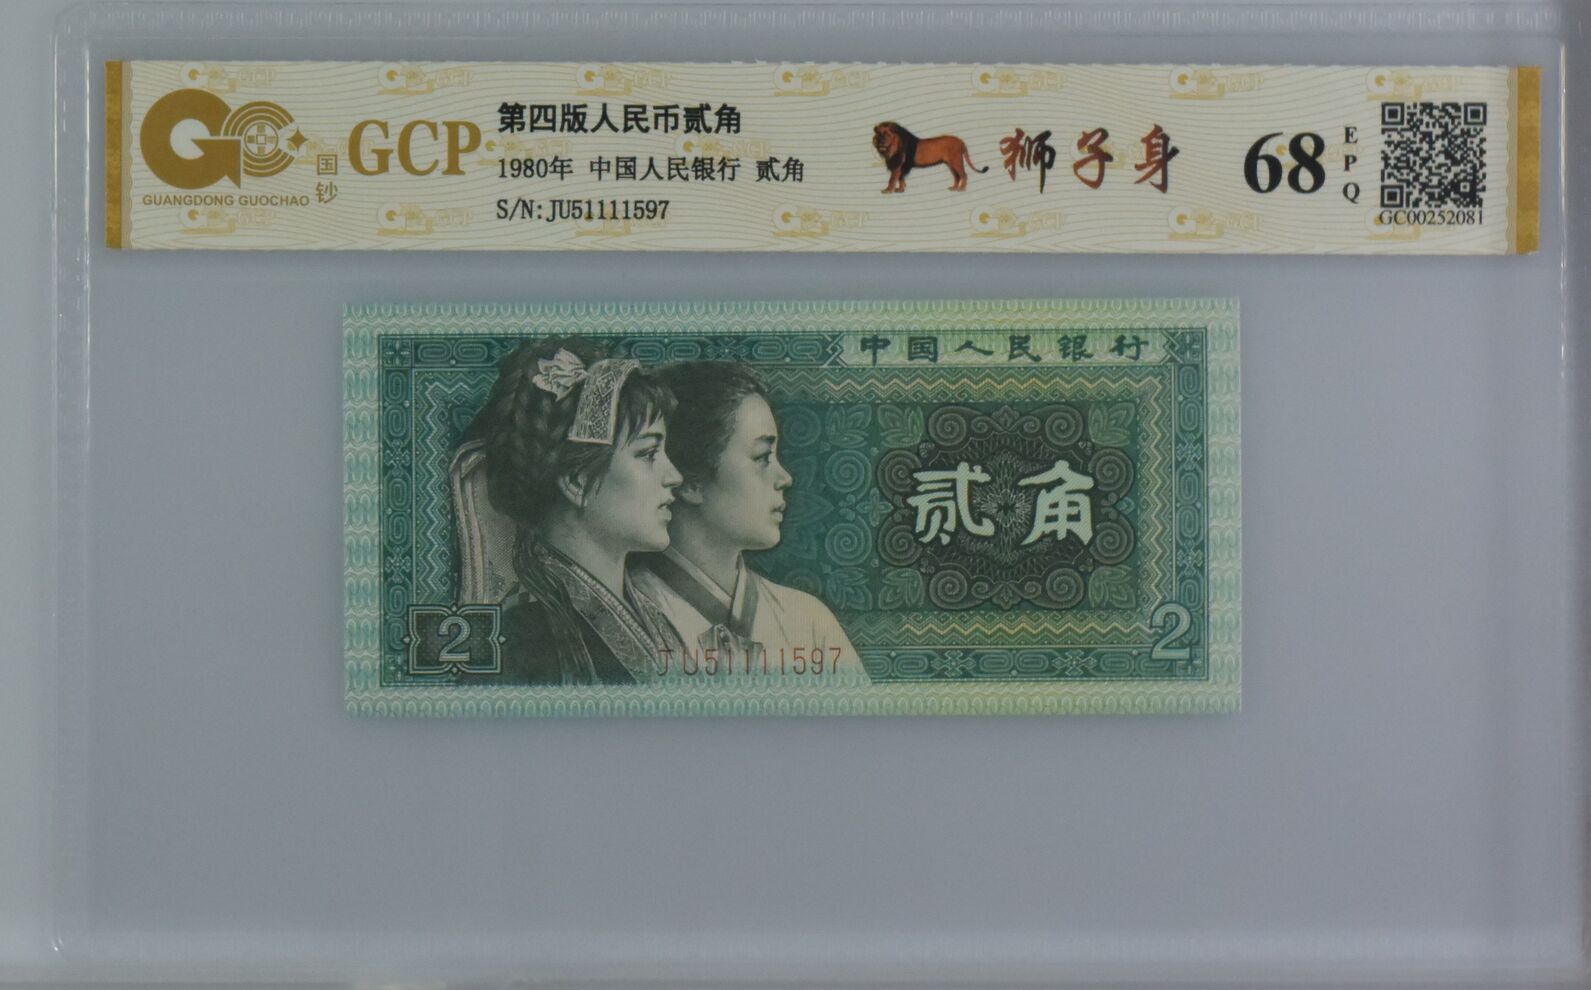 GCP
国钞
GUANGDONG GUOCHAO
第四版人民币贰角
1980年 中国人民银行 贰角
S/N:JU51111597
狮子身
68
EPQ
GC00252081
中国人民银行
贰角
2
2
JU51111597